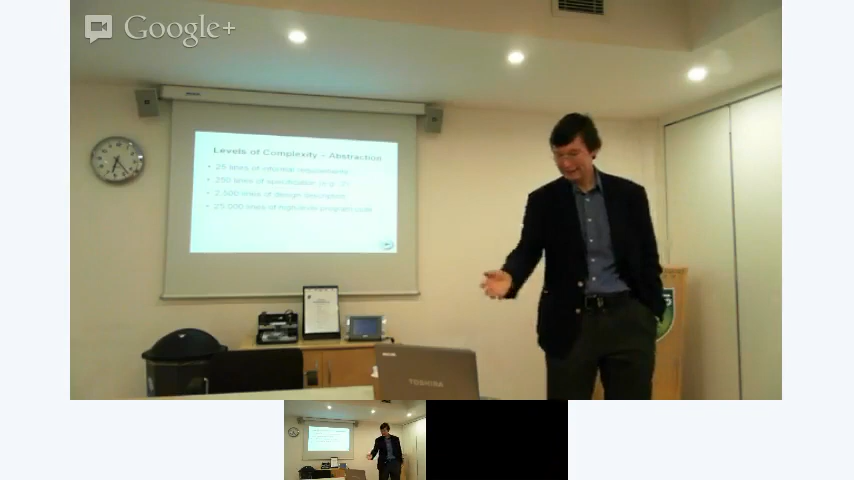 Google+
Levels of Complexity – Abstraction
• 25 lines of informal requirements
• 250 lines of specification (e.g. Z)
• 2,500 lines of design description
• 25,000 lines of high-level program code
TOSHIBA